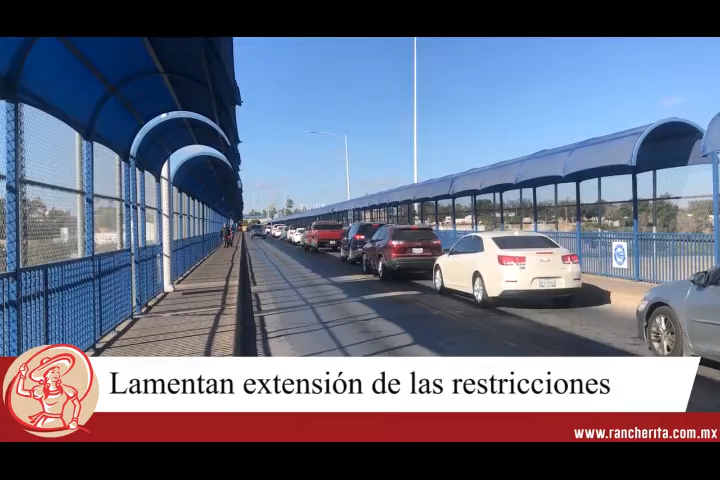 Lamentan extensión de las restricciones
www.rancherita.com.mx